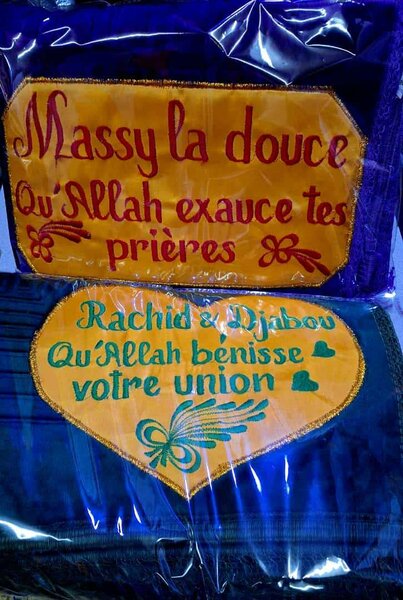 Massy la douce
Qu'Allah exauce tes
prières
Rachid & Djabou
Qu'Allah bénisse
votre union